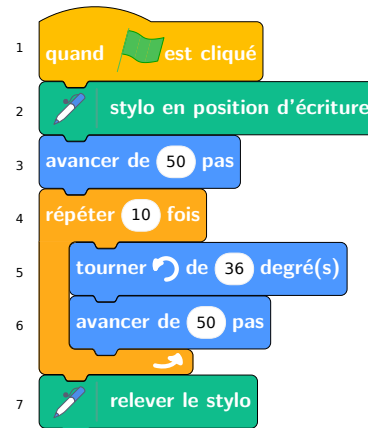 1 quand est cliqué
2 stylo en position d'écriture
3 avancer de 50 pas
4 répéter 10 fois
5 tourner de 36 degré(s)
6 avancer de 50 pas
7 relever le stylo